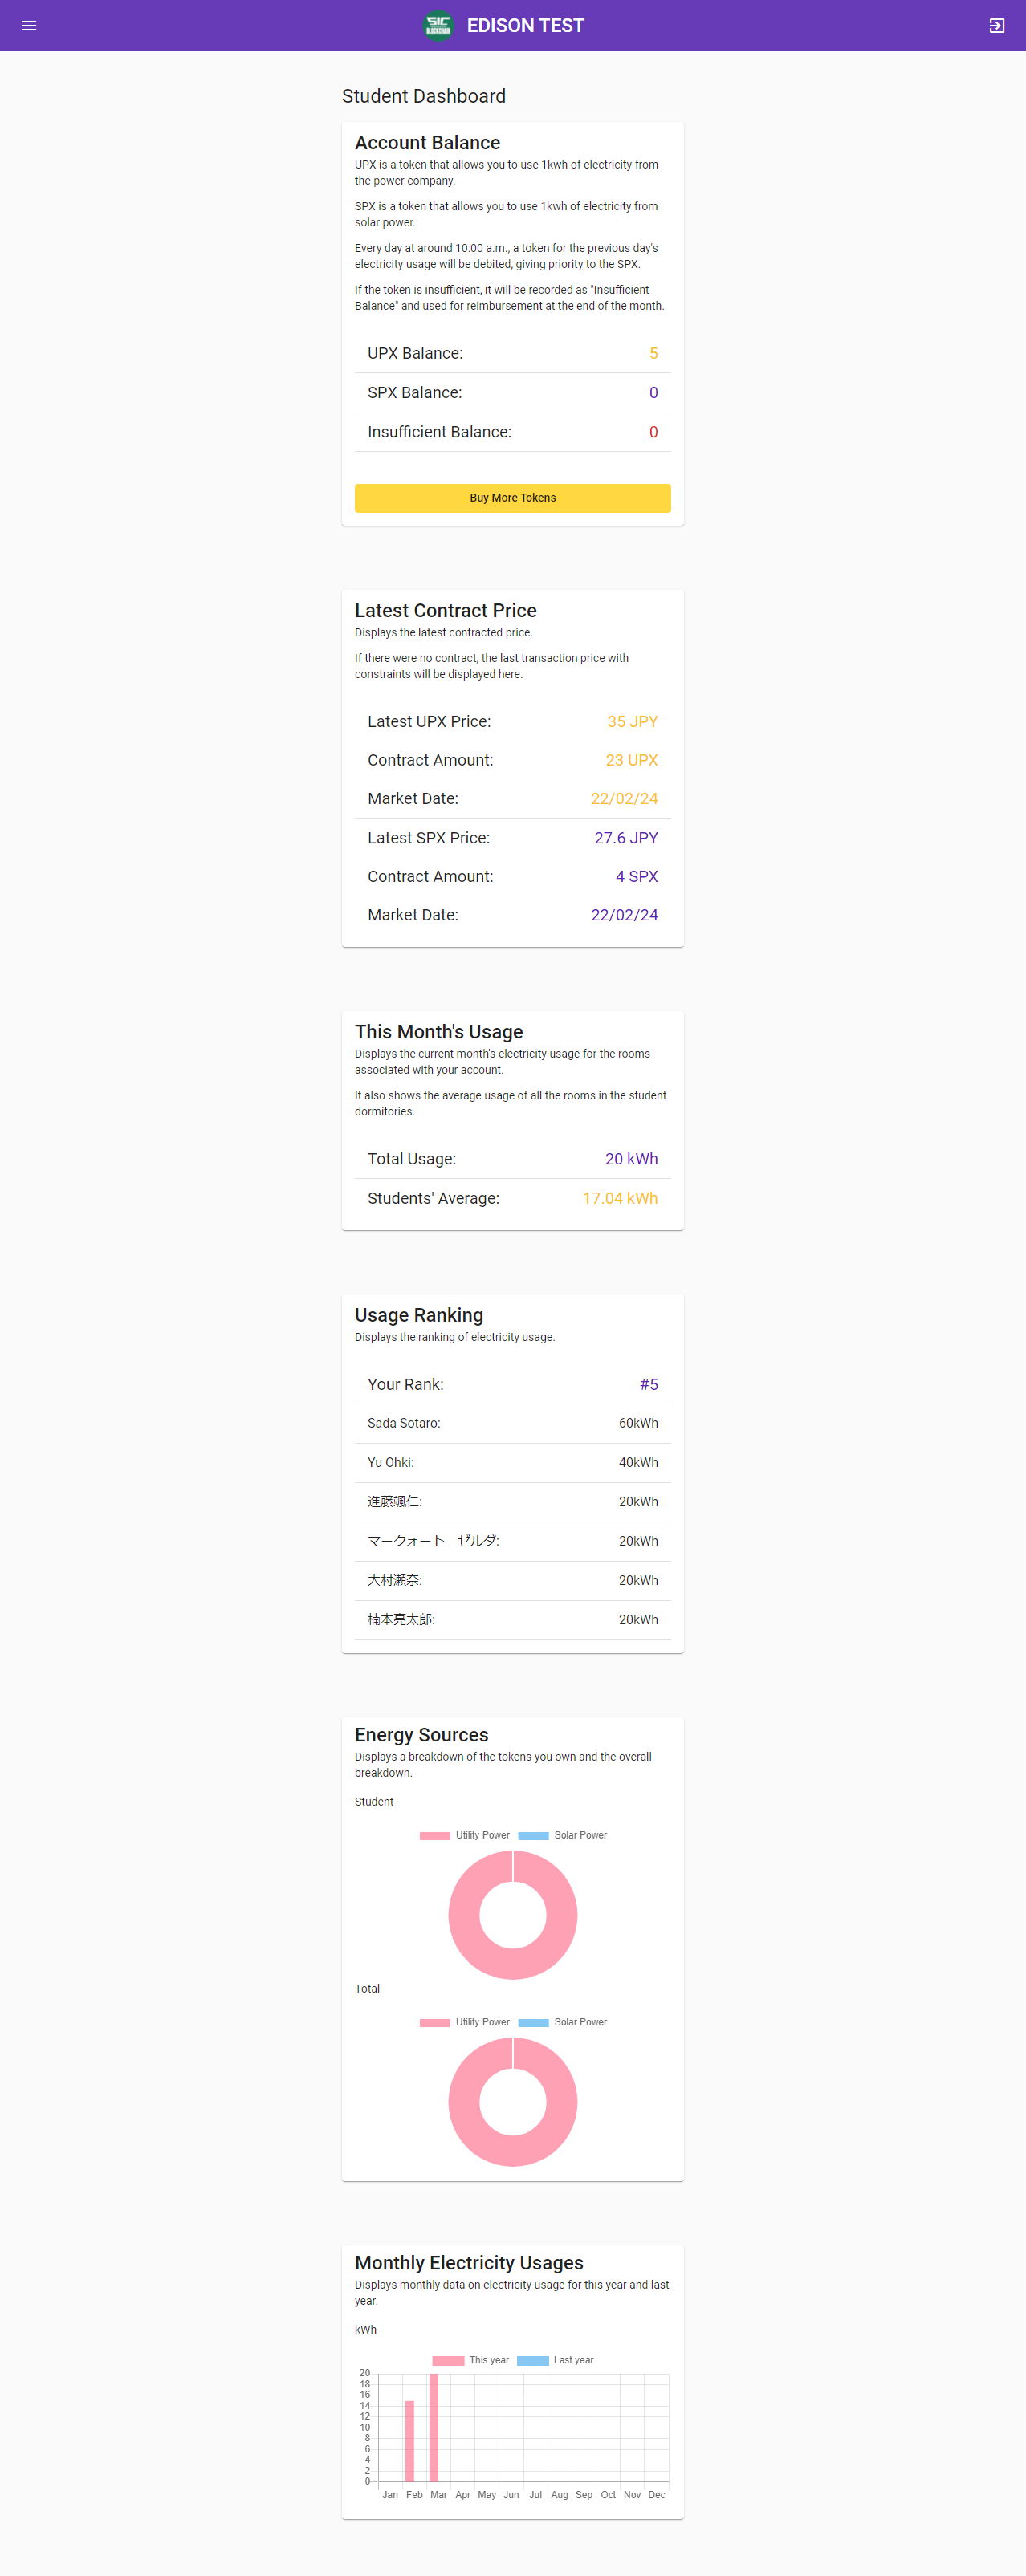 SIC
EDISON TEST
Student Dashboard
Account Balance
UPX is a token that allows you to use 1kwh of electricity from
the power company.
SPX is a token that allows you to use 1kwh of electricity from
solar power.
Every day at around 10:00 a.m., a token for the previous day's
electricity usage will be debited, giving priority to the SPX.
If the token is insufficient, it will be recorded as "Insufficient
Balance" and used for reimbursement at the end of the month.
UPX Balance: 5
SPX Balance: 0
Insufficient Balance: 0
Buy More Tokens
Latest Contract Price
Displays the latest contracted price.
If there were no contract, the last transaction price with
constraints will be displayed here.
Latest UPX Price: 35 JPY
Contract Amount: 23 UPX
Market Date: 22/02/24
Latest SPX Price: 27.6 JPY
Contract Amount: 4 SPX
Market Date: 22/02/24
This Month's Usage
Displays the current month's electricity usage for the rooms
associated with your account.
It also shows the average usage of all the rooms in the student
dormitories.
Total Usage: 20 kWh
Students' Average: 17.04 kWh
Usage Ranking
Displays the ranking of electricity usage.
Your Rank: #5
Sada Sotaro: 60kWh
Yu Ohki: 40kWh
進藤颯仁: 20kWh
マークォート　ゼルダ: 20kWh
大村瀬奈: 20kWh
楠本亮太郎: 20kWh
Energy Sources
Displays a breakdown of the tokens you own and the overall
breakdown.
Student
Utility Power Solar Power
Total
Utility Power Solar Power
Monthly Electricity Usages
Displays monthly data on electricity usage for this year and last
year.
kWh
This year Last year
20
18
16
14
12
10
8
6
4
2
0
Jan Feb Mar Apr May Jun Jul Aug Sep Oct Nov Dec